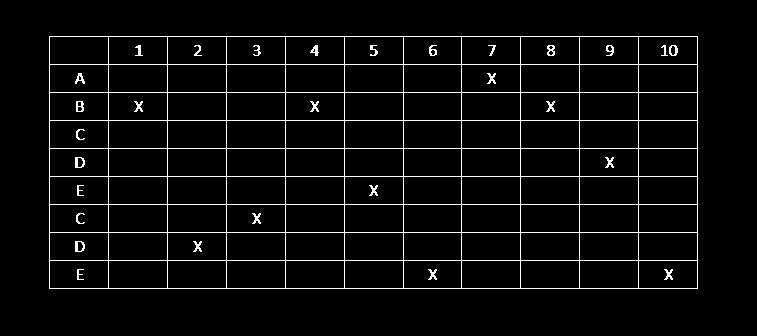 1 2 3 4 5 6 7 8 9 10
A X
B X X X
C
D X
E X
C X
D X
E X X